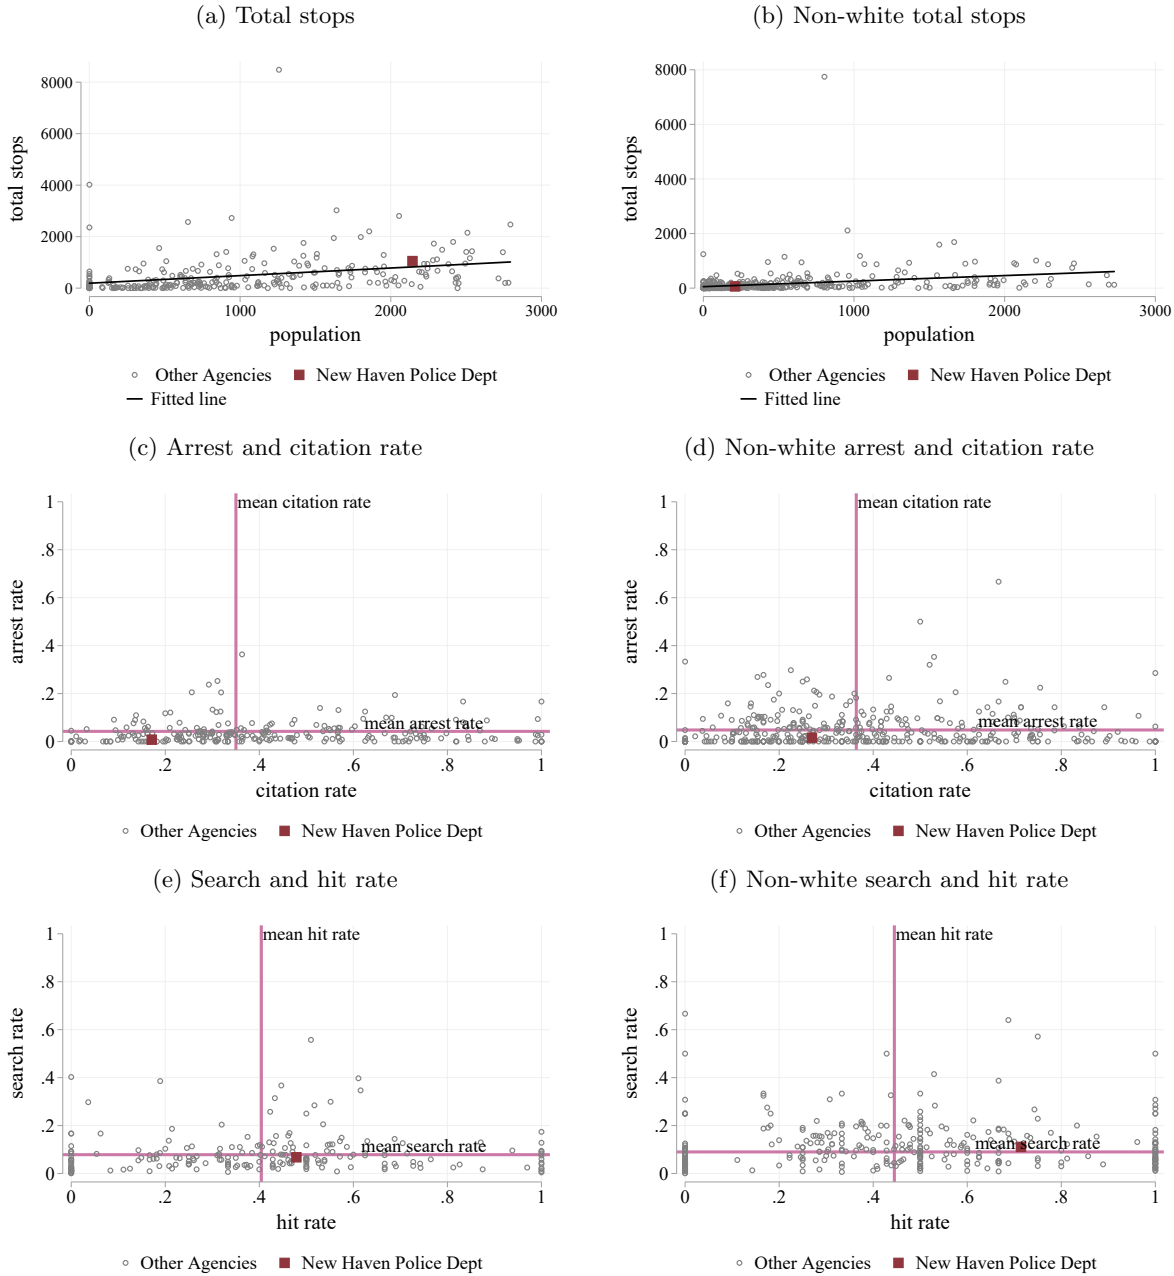 (a) Total stops
(b) Non-white total stops
8000
6000
4000
2000
0
total stops
0 1000 2000 3000
population
Other Agencies New Haven Police Dept
Fitted line
8000
6000
4000
2000
0
total stops
0 1000 2000 3000
population
Other Agencies New Haven Police Dept
Fitted line
(c) Arrest and citation rate
(d) Non-white arrest and citation rate
1
.8
.6
.4
.2
0
arrest rate
mean citation rate
mean arrest rate
0 .2 .4 .6 .8 1
citation rate
Other Agencies New Haven Police Dept
1
.8
.6
.4
.2
0
arrest rate
mean citation rate
mean arrest rate
0 .2 .4 .6 .8 1
citation rate
Other Agencies New Haven Police Dept
(e) Search and hit rate
(f) Non-white search and hit rate
1
.8
.6
.4
.2
0
search rate
mean hit rate
mean search rate
0 .2 .4 .6 .8 1
hit rate
Other Agencies New Haven Police Dept
1
.8
.6
.4
.2
0
search rate
mean hit rate
mean search rate
0 .2 .4 .6 .8 1
hit rate
Other Agencies New Haven Police Dept